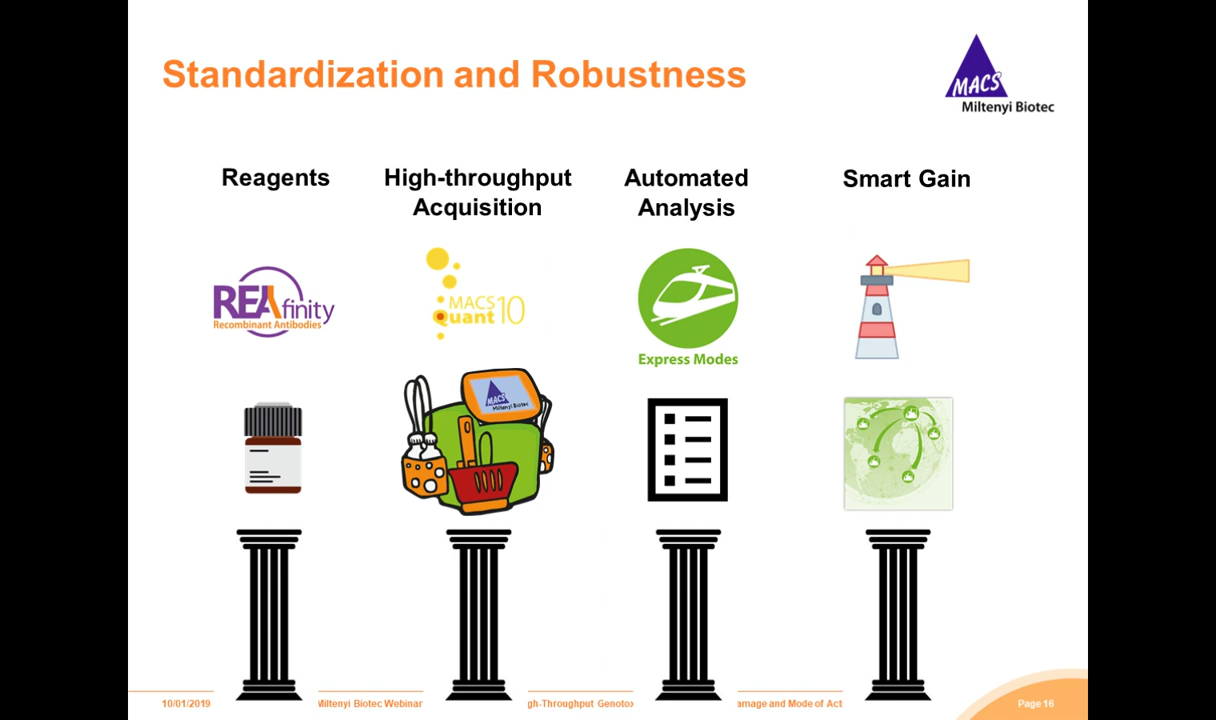 Standardization and Robustness
MACS
Miltenyi Biotec
Reagents
High-throughput
Acquisition
Automated
Analysis
Smart Gain
REAfinity
Recombinant Antibodies
MACS
Quant 10
Express Modes
MACS
Miltenyi Biotec
10/01/2019
Miltenyi Biotec Webinar
gh-Throughput Genotox
amage and Mode of Act
Page 16